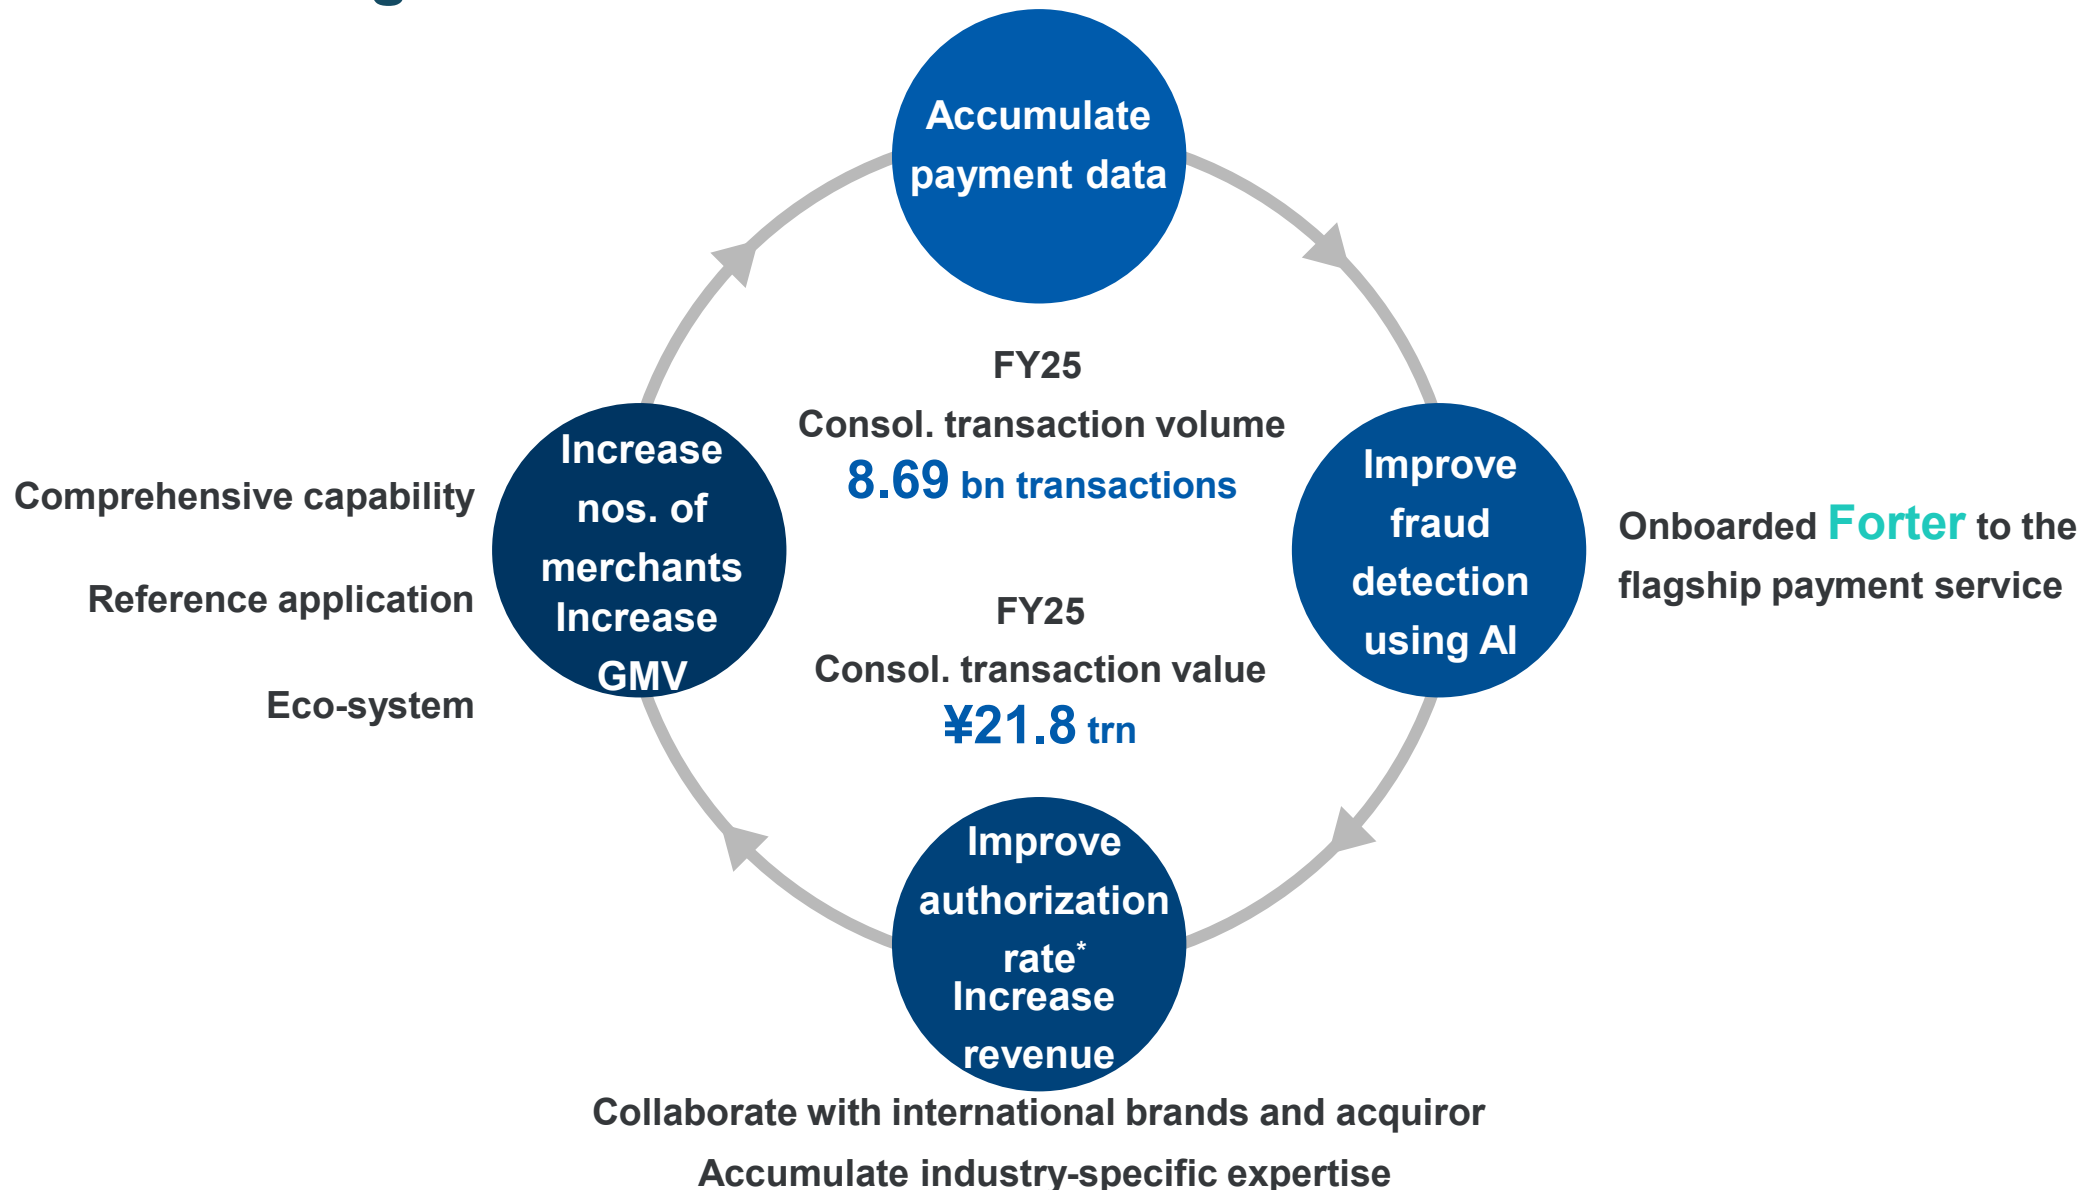 Accumulate
payment data
FY25
Consol. transaction volume
8.69 bn transactions
FY25
Consol. transaction value
¥21.8 trn
Increase
nos. of
merchants
Increase
GMV
Comprehensive capability
Reference application
Eco-system
Improve
fraud
detection
using AI
Onboarded Forter to the
flagship payment service
Improve
authorization
rate*
Increase
revenue
Collaborate with international brands and acquiror
Accumulate industry-specific expertise